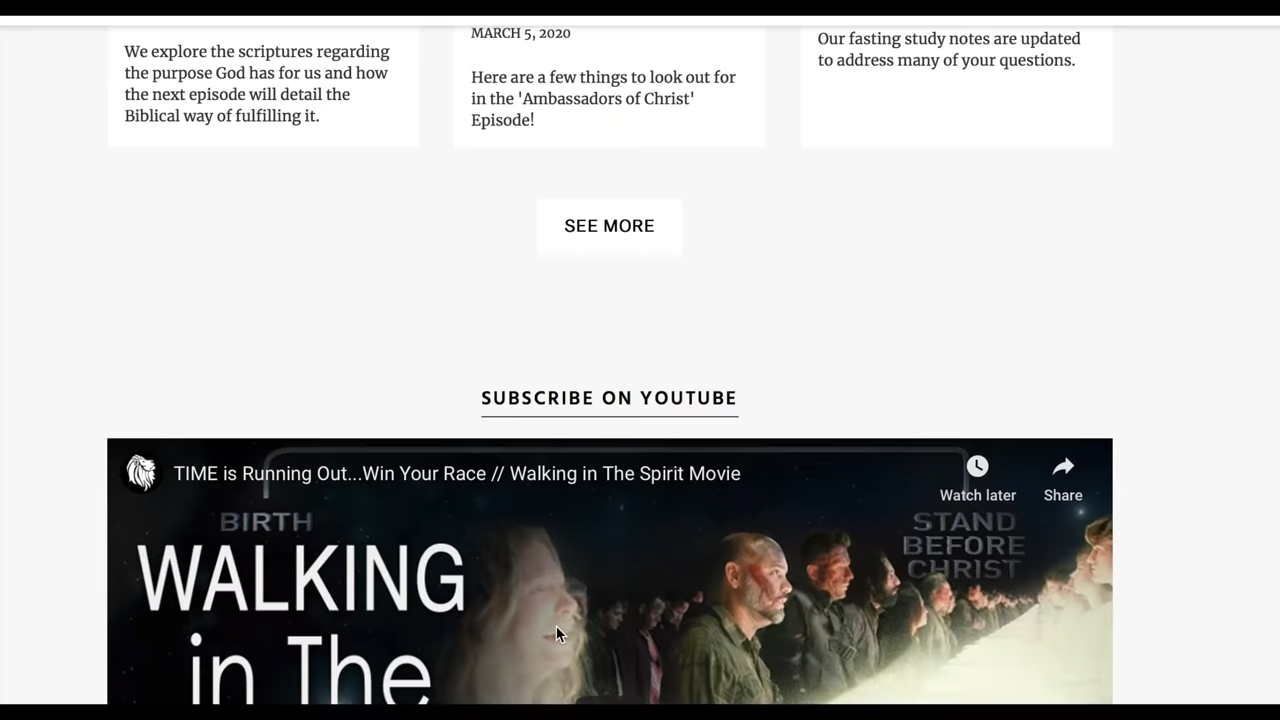 We explore the scriptures regarding
the purpose God has for us and how
the next episode will detail the
Biblical way of fulfilling it.
MARCH 5, 2020
Here are a few things to look out for
in the 'Ambassadors of Christ'
Episode!
Our fasting study notes are updated
to address many of your questions.
SEE MORE
SUBSCRIBE ON YOUTUBE
TIME is Running Out...Win Your Race // Walking in The Spirit Movie
Watch later
Share
BIRTH
WALKING
in The
STAND
BEFORE
CHRIST